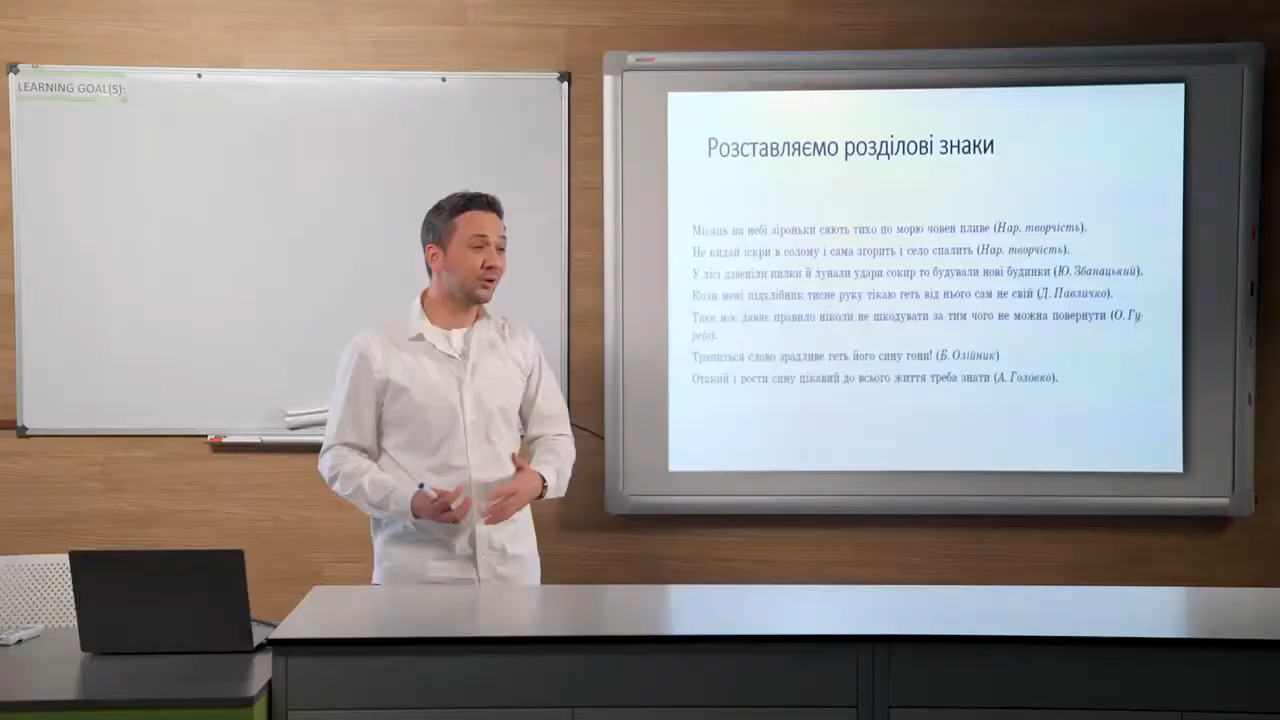 LEARNING GOAL(S):
Розставляємо розділові знаки
Місяць на небі зіроньки сяють тихо по морю човен пливе (Нар. творчість).
Не кидай іскри в солому і сама згорить і село спалить (Нар. творчість).
У лісі дзвеніли пилки й лунали удари сокир то будували нові будинки (Ю. Збанацький).
Коли мені підхлібник тисне руку тікаю геть від нього сам не свій (Д. Павличко).
Таке моє давнє правило ніколи не шкодувати за тим чого не можна повернути (О. Гу-
реїв).
Трапиться слово зрадливе геть його сину гони! (Б. Олійник)
Отакий і рости сину цікавий до всього життя треба знати (А. Головко).